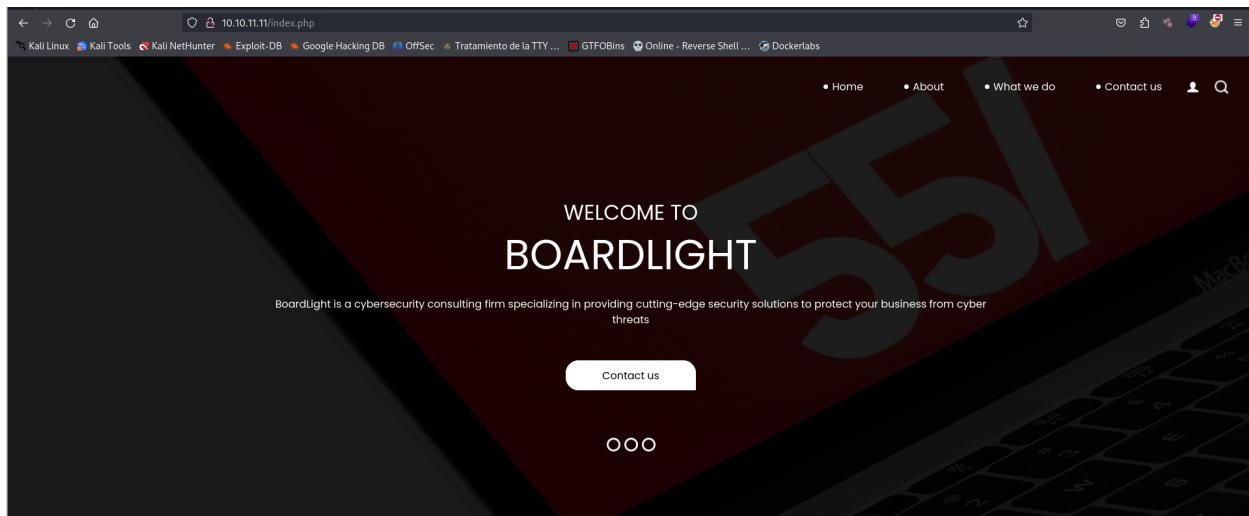 10.10.11.11/index.php
9
Kali Linux Kali Tools Kali NetHunter Exploit-DB Google Hacking DB OffSec Tratamiento de la TTY ... GTFOBins Online - Reverse Shell ... Dockerlabs
• Home • About • What we do • Contact us
55/
MacBo
WELCOME TO
BOARDLIGHT
BoardLight is a cybersecurity consulting firm specializing in providing cutting-edge security solutions to protect your business from cyber
threats
Contact us